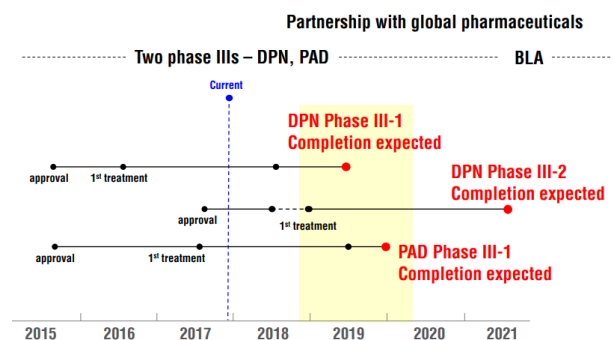 Partnership with global pharmaceuticals
Two phase IIIs – DPN, PAD
BLA
Current
DPN Phase III-1
Completion expected
approval
1st treatment
DPN Phase III-2
Completion expected
approval
1st treatment
PAD Phase III-1
Completion expected
approval
1st treatment
2015 2016 2017 2018 2019 2020 2021